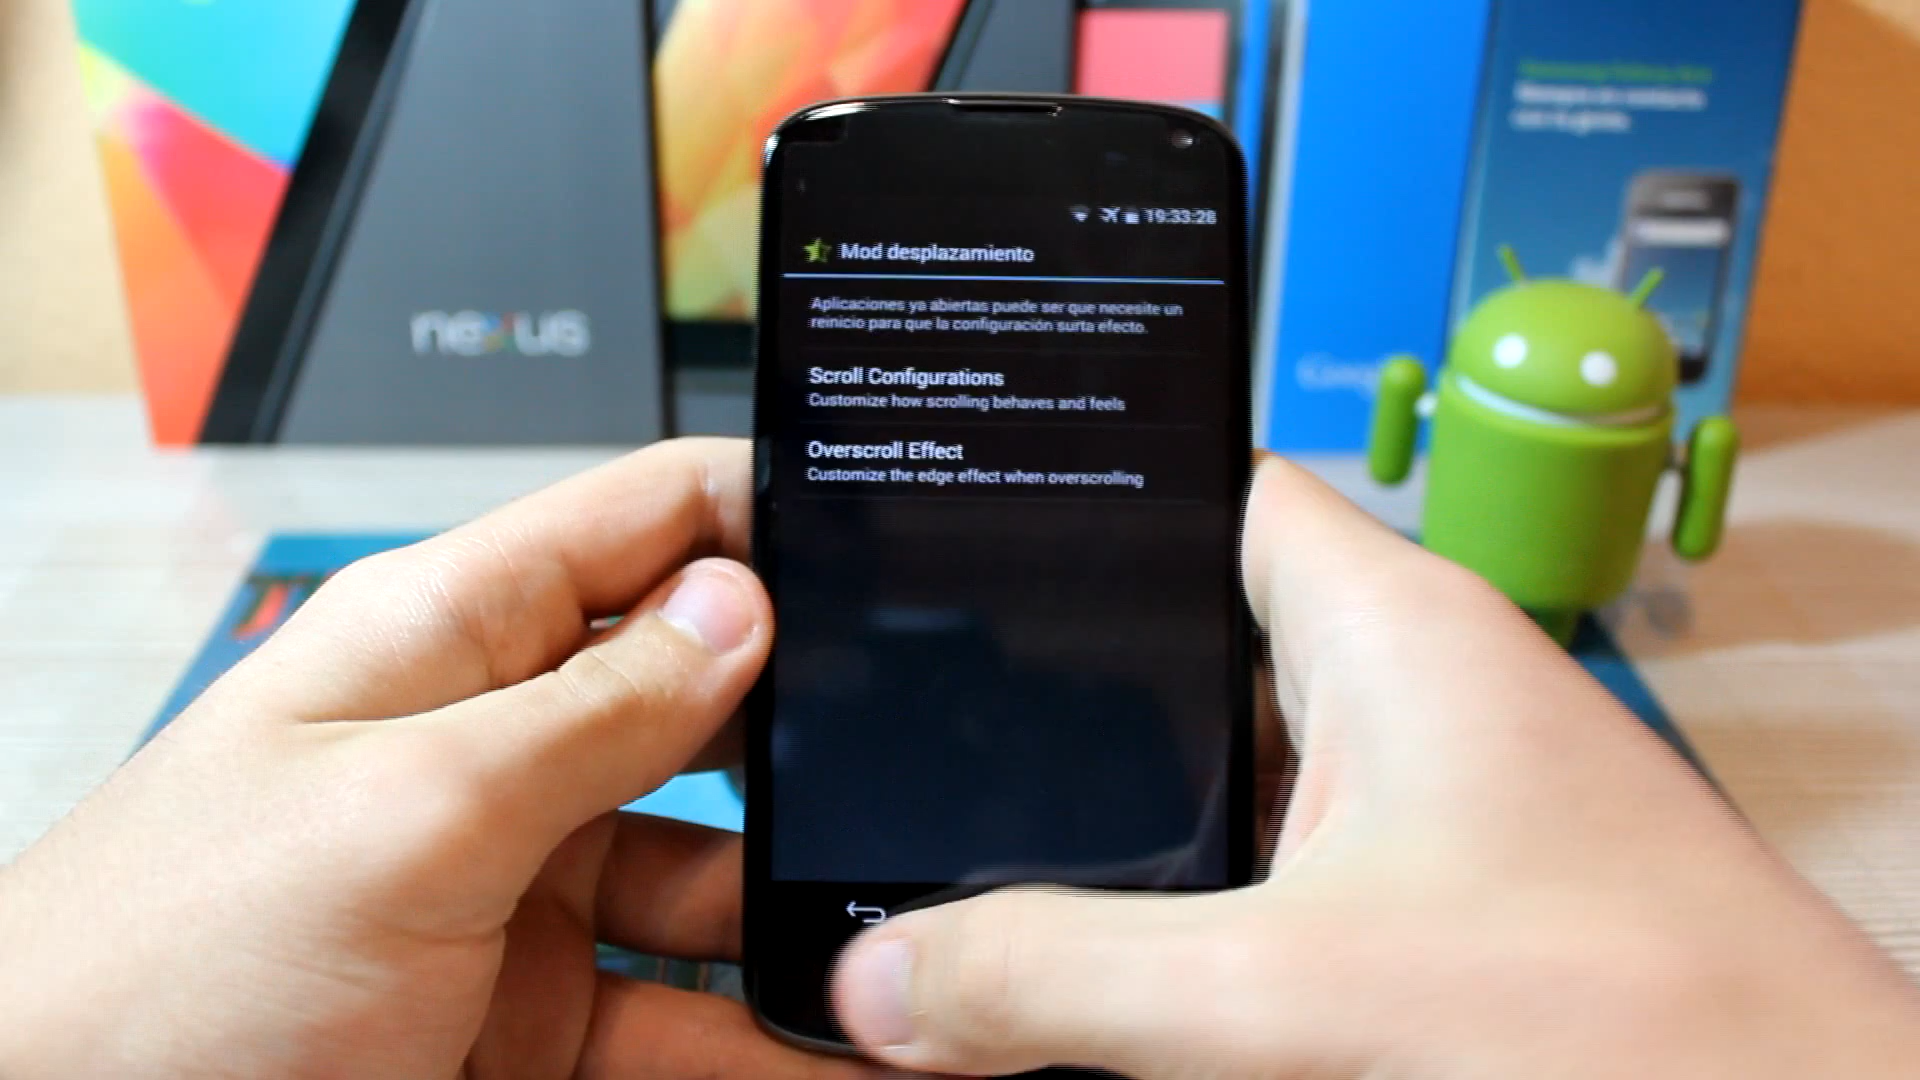 nexus
19:33:28
Mod desplazamiento
Aplicaciones ya abiertas puede ser que necesite un
reinicio para que la configuración surta efecto.
Scroll Configurations
Customize how scrolling behaves and feels
Overscroll Effect
Customize the edge effect when overscrolling